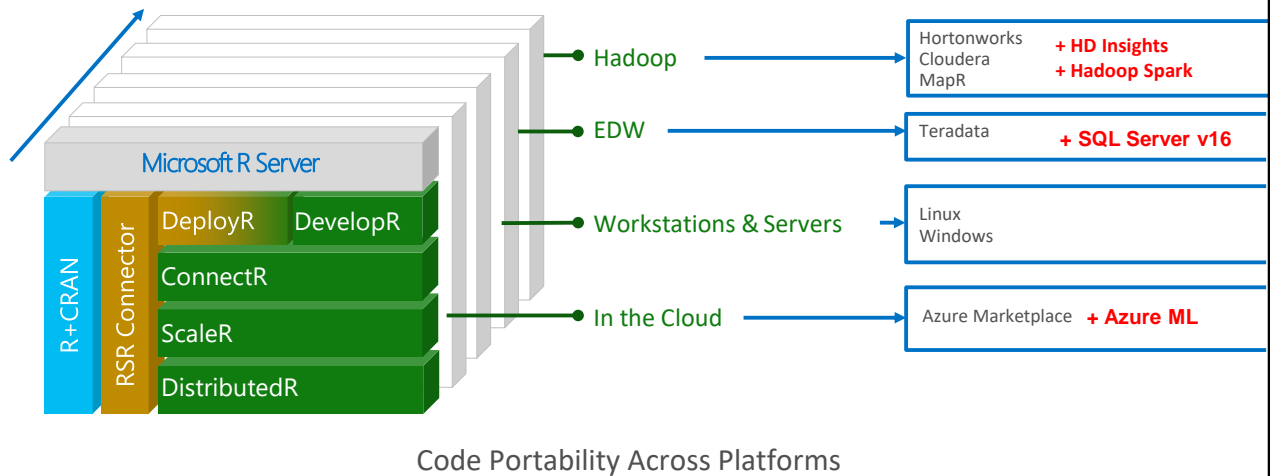 Microsoft R Server
R+CRAN
RSR Connector
DeployR
DevelopR
ConnectR
ScaleR
DistributedR
Hadoop
Hortonworks
Cloudera
MapR
+ HD Insights
+ Hadoop Spark
EDW
Teradata
+ SQL Server v16
Workstations & Servers
Linux
Windows
In the Cloud
Azure Marketplace
+ Azure ML
Code Portability Across Platforms